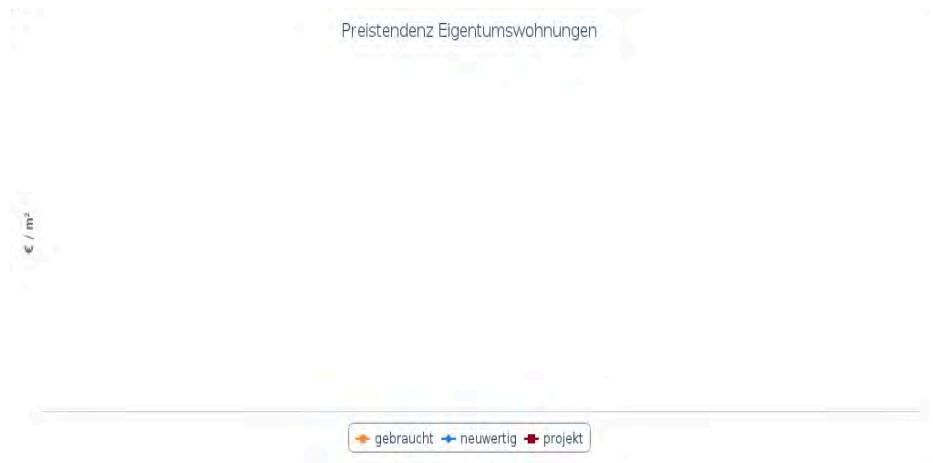 Preistendenz Eigentumswohnungen
€ / m²
gebraucht neuwertig projekt